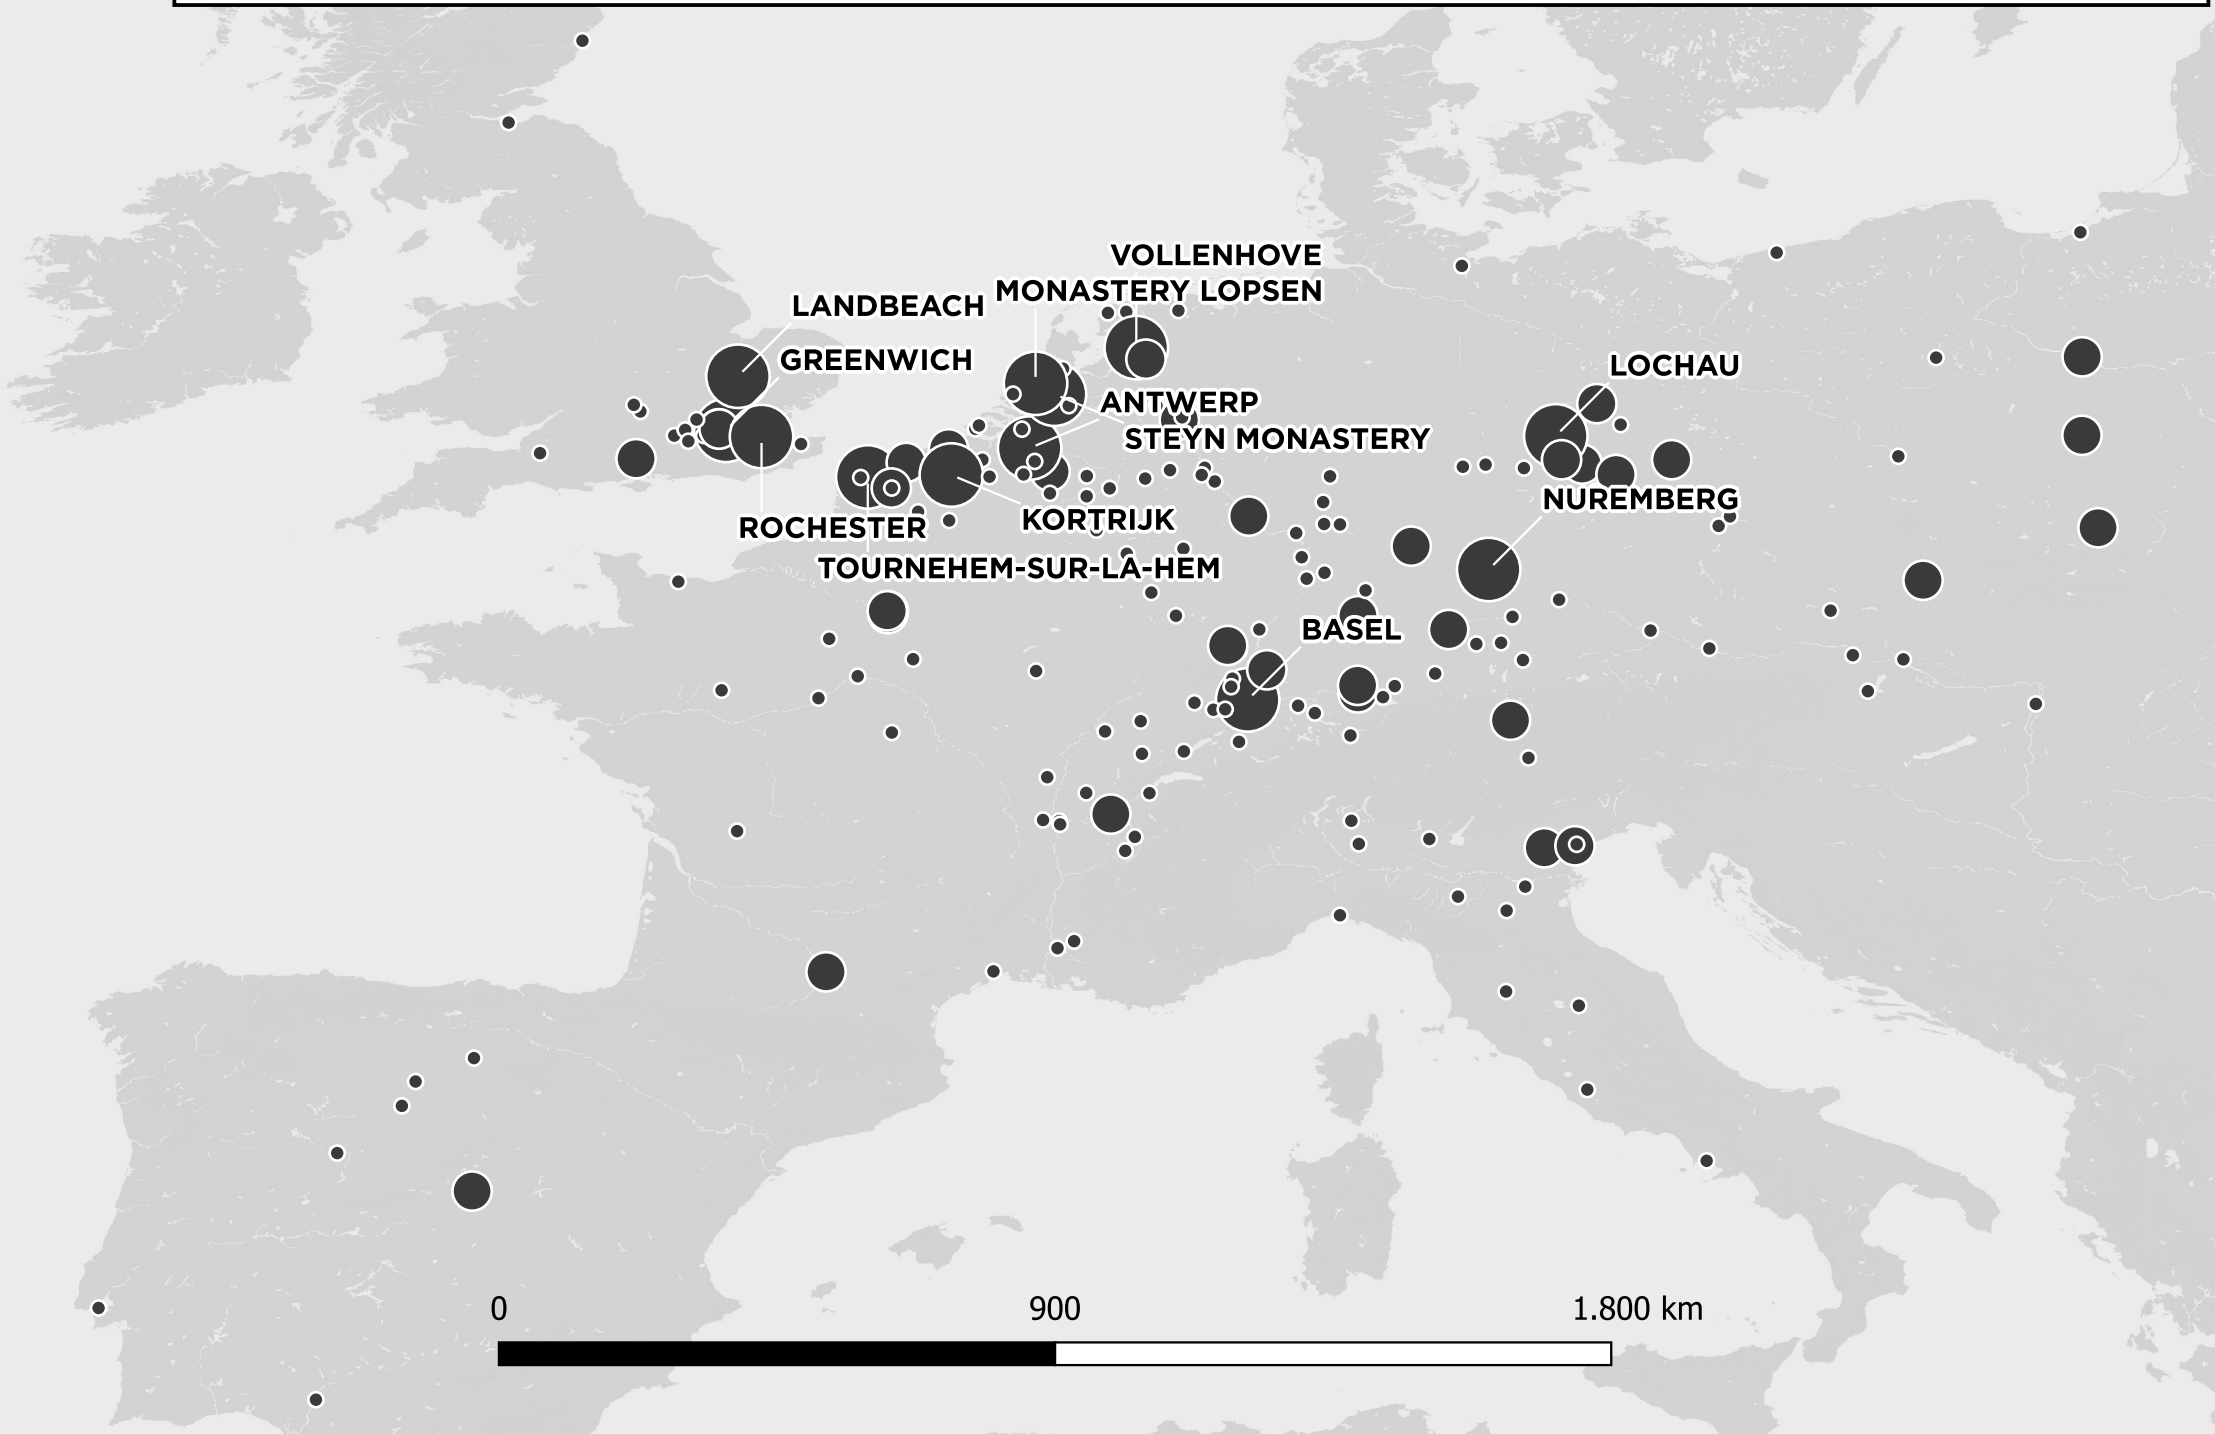 VOLLENHOVE
MONASTERY LOPSEN
LANDBEACH
GREENWICH
LOCHAU
ANTWERP
STEYN MONASTERY
NUREMBERG
KORTRIJK
ROCHESTER
TOURNEHEM-SUR-LA-HEM
BASEL
0 900 1.800 km